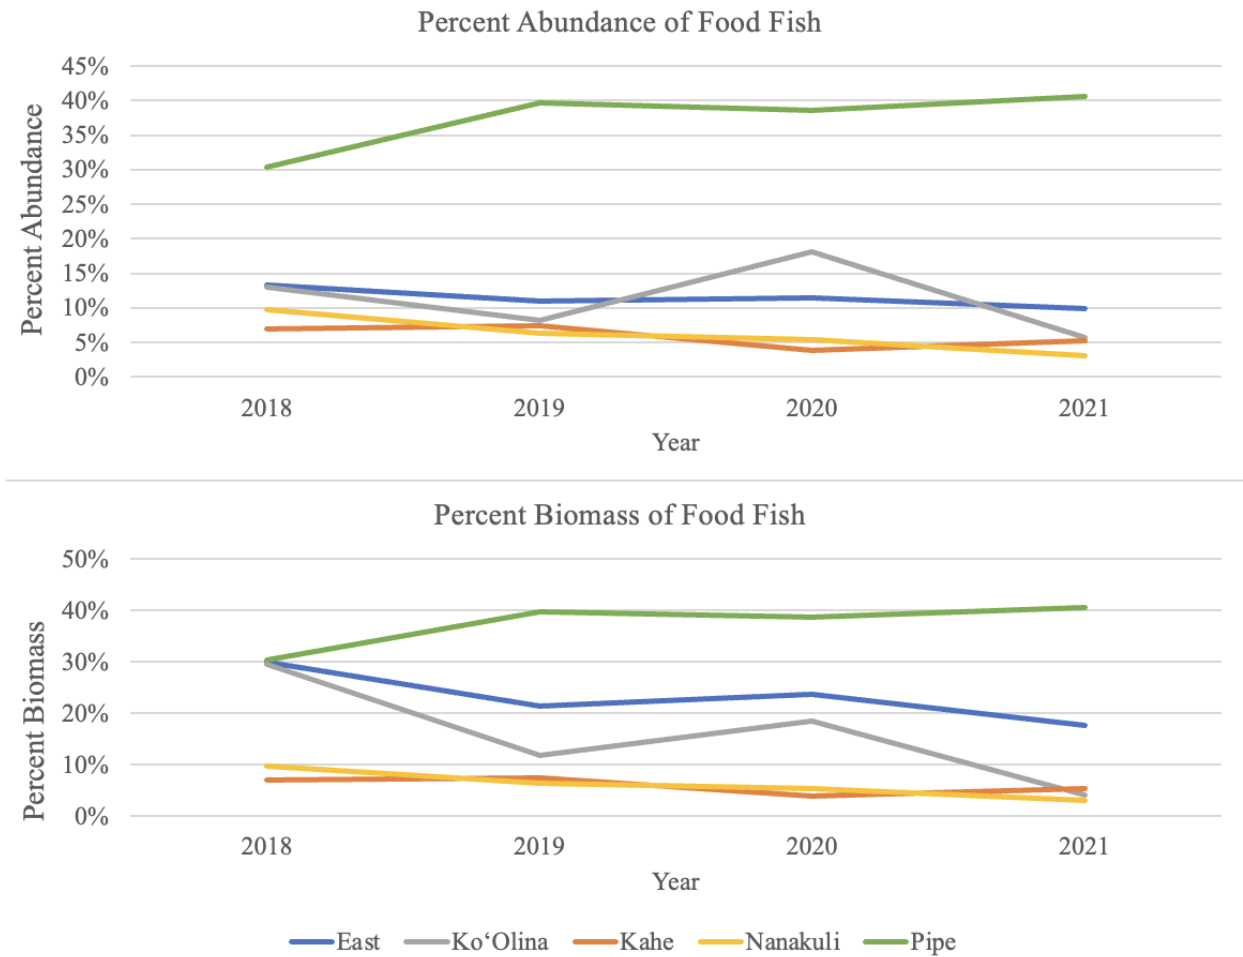 Percent Abundance of Food Fish
45%
40%
35%
30%
25%
20%
15%
10%
5%
0%
Percent Abundance
2018 2019 2020 2021
Year
Percent Biomass of Food Fish
50%
40%
30%
20%
10%
0%
Percent Biomass
2018 2019 2020 2021
Year
East Ko‘Olina Kahe Nanakuli Pipe